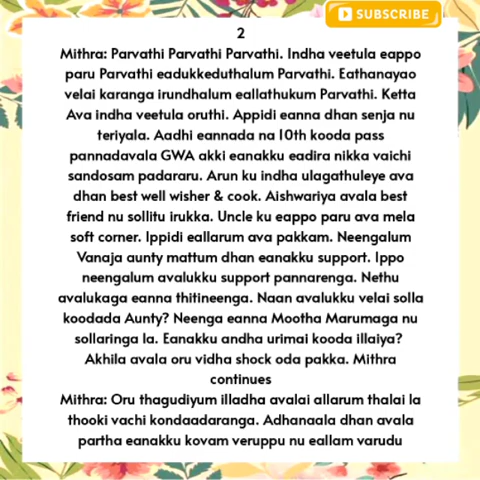 SUBSCRIBE
2
Mithra: Parvathi Parvathi Parvathi. Indha veetula eappo
paru Parvathi eadukkeduthalum Parvathi. Eathanayao
velai karanga irundhalum eallathukum Parvathi. Ketta
Ava indha veetula oruthi. Appidi eanna dhan senja nu
teriyala. Aadhi eannada na 10th kooda pass
pannadavala GWA akki eanakku eadira nikka vaichi
sandosam padararu. Arun ku indha ulagathuleye ava
dhan best well wisher & cook. Aishwariya avala best
friend nu sollitu irukka. Uncle ku eappo paru ava mela
soft corner. Ippidi eallarum ava pakkam. Neengalum
Vanaja aunty mattum dhan eanakku support. Ippo
neengalum avalukku support pannarenga. Nethu
avalukaga eanna thitineenga. Naan avalukku velai solla
koodada Aunty? Neenga eanna Mootha Marumaga nu
sollaringa la. Eanakku andha urimai kooda illaiya?
Akhila avala oru vidha shock oda pakka. Mithra
continues
Mithra: Oru thagudiyum illadha avalai allarum thalai la
thooki vachi kondaadaranga. Adhanaala dhan avala
partha eanakku kovam veruppu nu eallam varudu